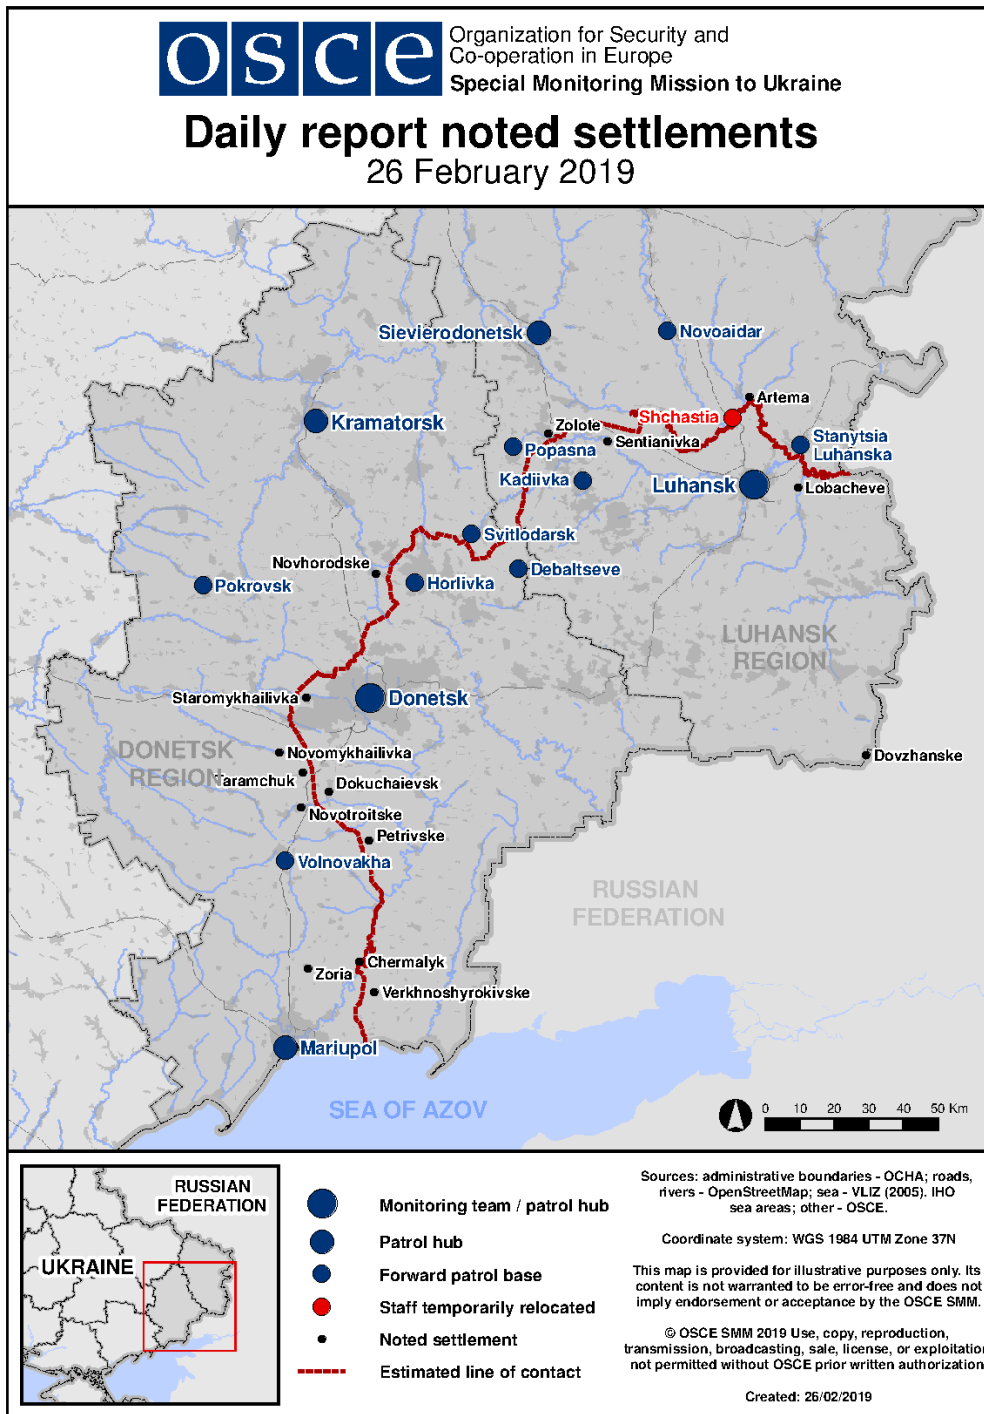 OSCE
Organization for Security and
Co-operation in Europe
Special Monitoring Mission to Ukraine
Daily report noted settlements
26 February 2019
Sievierodonetsk
Novoaidar
Artema
Kramatorsk
Shchastia
Zolote
Sentianivka
Stanytsia
Luhanska
Popasna
Kadiivka
Luhansk
Lobacheve
Svitlodarsk
Novhorodske
Debaltseve
Pokrovsk
Horlivka
LUHANSK
REGION
Staromykhailivka
Donetsk
DONETSK
REGION
Novomykhailivka
Dovzhanske
Taramchuk
Dokuchaievsk
Novotroitske
Petrivske
Volnovakha
RUSSIAN
FEDERATION
Chermalyk
Zoria
Verkhnoshyrokivske
Mariupol
SEA OF AZOV
0 10 20 30 40 50 Km
RUSSIAN
FEDERATION
UKRAINE
Monitoring team / patrol hub
Patrol hub
Forward patrol base
Staff temporarily relocated
Noted settlement
Estimated line of contact
Sources: administrative boundaries - OCHA; roads,
rivers - OpenStreetMap; sea - VLIZ (2005). IHO
sea areas; other - OSCE.
Coordinate system: WGS 1984 UTM Zone 37N
This map is provided for illustrative purposes only. Its
content is not warranted to be error-free and does not
imply endorsement or acceptance by the OSCE SMM.
© OSCE SMM 2019 Use, copy, reproduction,
transmission, broadcasting, sale, license, or exploitation
not permitted without OSCE prior written authorization
Created: 26/02/2019